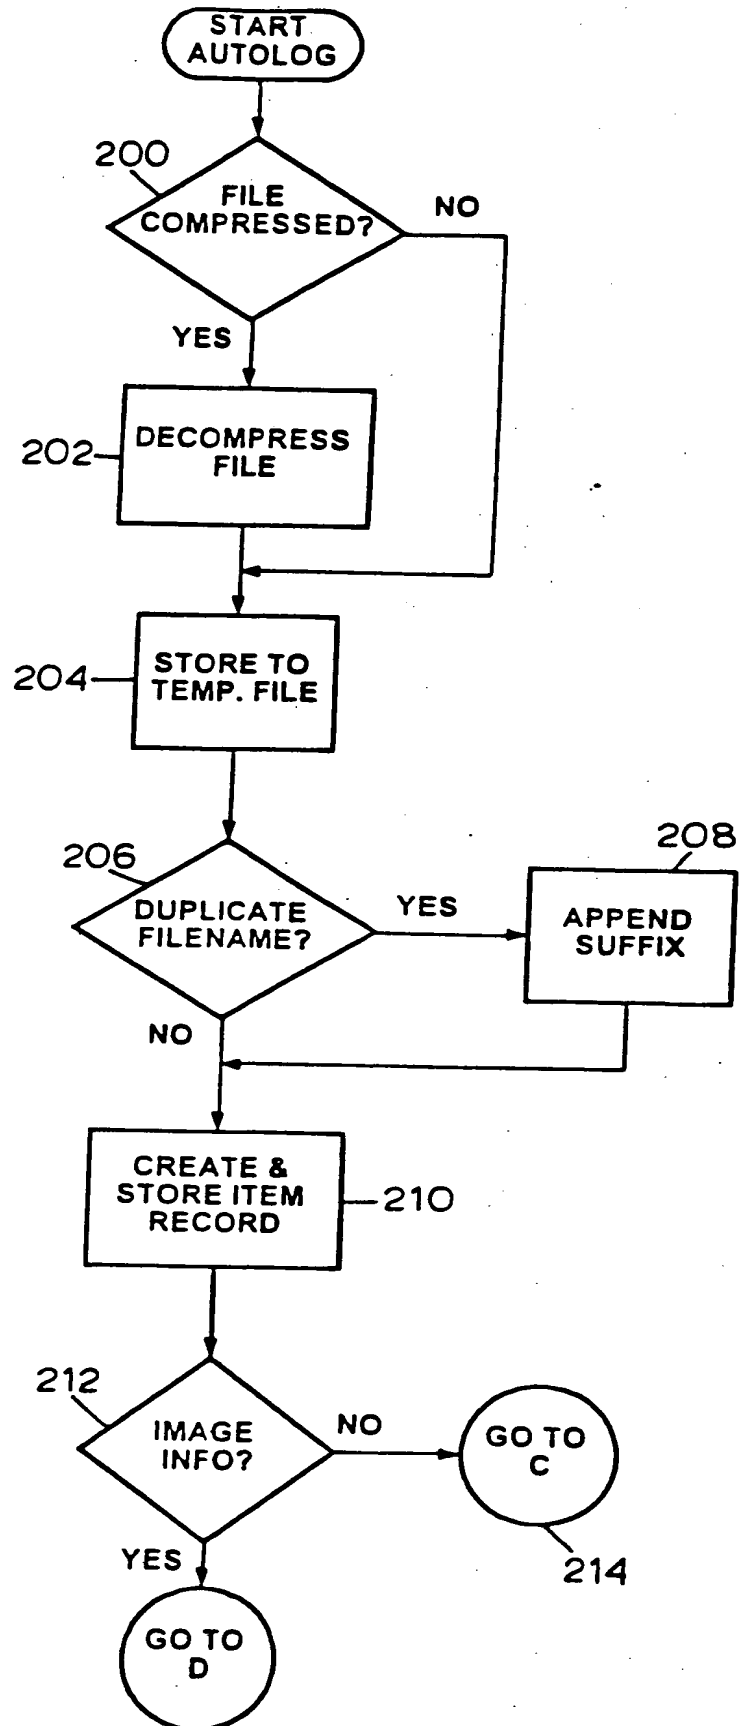 START
AUTOLOG
200
FILE
COMPRESSED?
NO
YES
202
DECOMPRESS
FILE
204
STORE TO
TEMP. FILE
206
DUPLICATE
FILENAME?
YES
208
APPEND
SUFFIX
NO
CREATE &
STORE ITEM
RECORD
210
212
IMAGE
INFO?
NO
GO TO
C
214
YES
GO TO
D